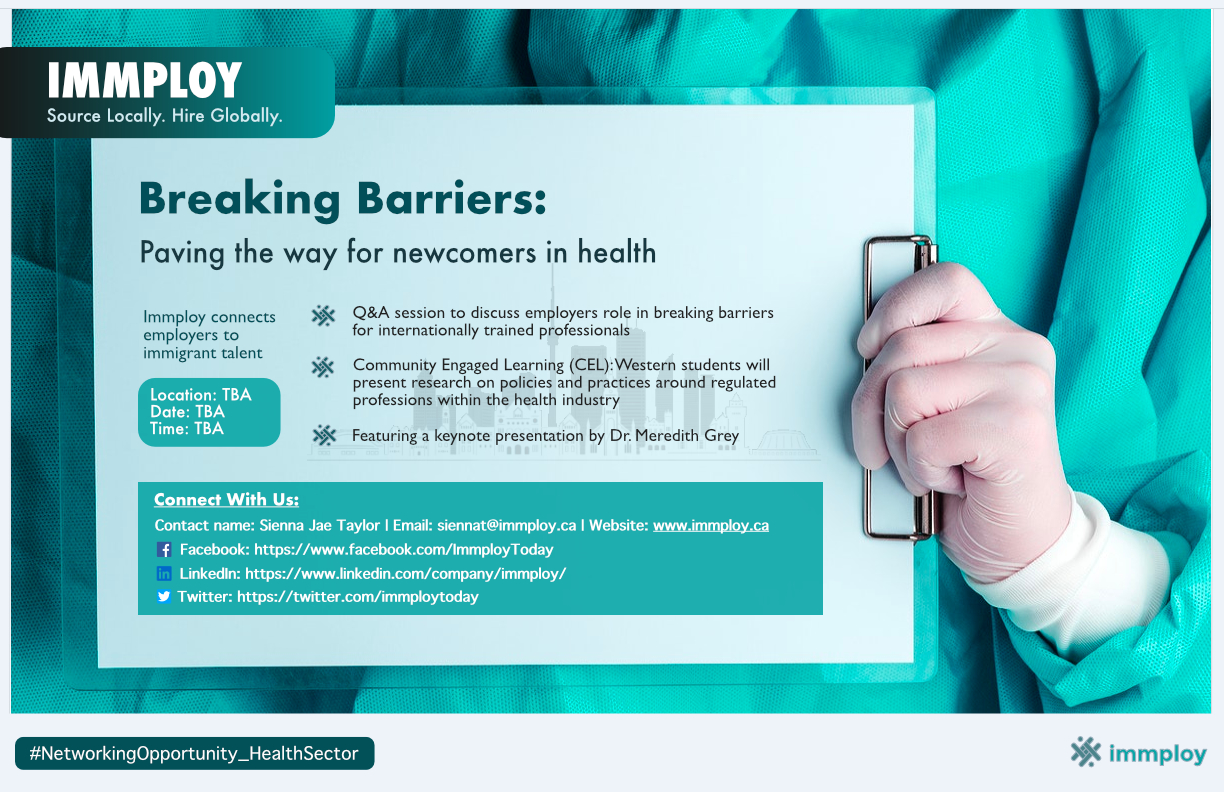 IMMPLOY
Source Locally. Hire Globally.
Breaking Barriers:
Paving the way for newcomers in health
Immploy connects
employers to
immigrant talent
Location: TBA
Date: TBA
Time: TBA
Q&A session to discuss employers role in breaking barriers
for internationally trained professionals
Community Engaged Learning (CEL): Western students will
present research on policies and practices around regulated
professions within the health industry
Featuring a keynote presentation by Dr. Meredith Grey
Connect With Us:
Contact name: Sienna Jae Taylor | Email: siennat@immploy.ca | Website: www.immploy.ca
Facebook: https://www.facebook.com/ImmployToday
LinkedIn: https://www.linkedin.com/company/immploy/
Twitter: https://twitter.com/immploytoday
#NetworkingOpportunity_HealthSector
immploy